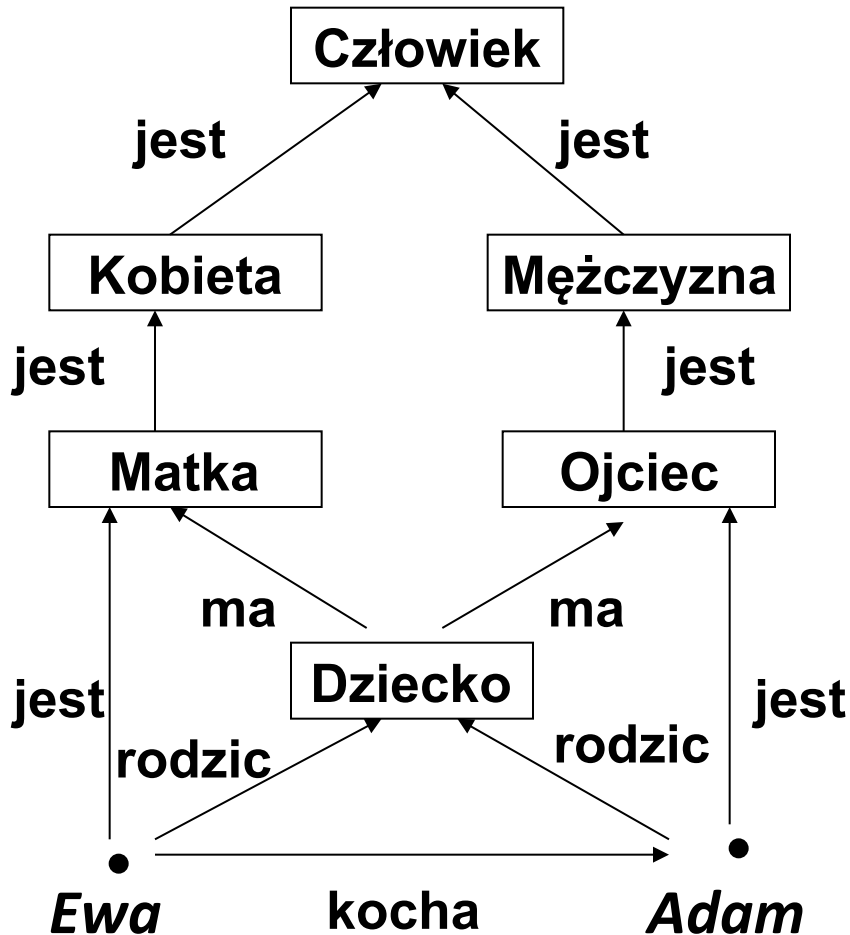 Człowiek
jest
jest
Kobieta
Mężczyzna
jest
jest
Matka
Ojciec
ma
ma
Dziecko
jest
jest
rodzic
rodzic
Ewa
kocha
Adam